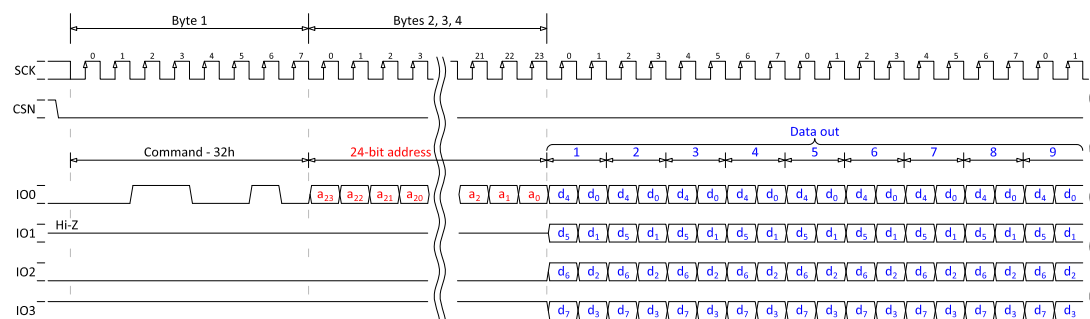 Byte 1 Bytes 2, 3, 4
0 1 2 3 4 5 6 7 0 1 2 3 21 22 23 0 1 2 3 4 5 6 7 0 1 2 3 4 5 6 7 0 1
SCK
CSN
Data out
Command - 32h 24-bit address 1 2 3 4 5 6 7 8 9
IO0 a23 a22 a21 a20 a2 a1 a0 d4 d0 d4 d0 d4 d0 d4 d0 d4 d0 d4 d0 d4 d0 d4 d0 d4 d0
Hi-Z
IO1 d5 d1 d5 d1 d5 d1 d5 d1 d5 d1 d5 d1 d5 d1 d5 d1 d5 d1
IO2 d6 d2 d6 d2 d6 d2 d6 d2 d6 d2 d6 d2 d6 d2 d6 d2 d6 d2
IO3 d7 d3 d7 d3 d7 d3 d7 d3 d7 d3 d7 d3 d7 d3 d7 d3 d7 d3